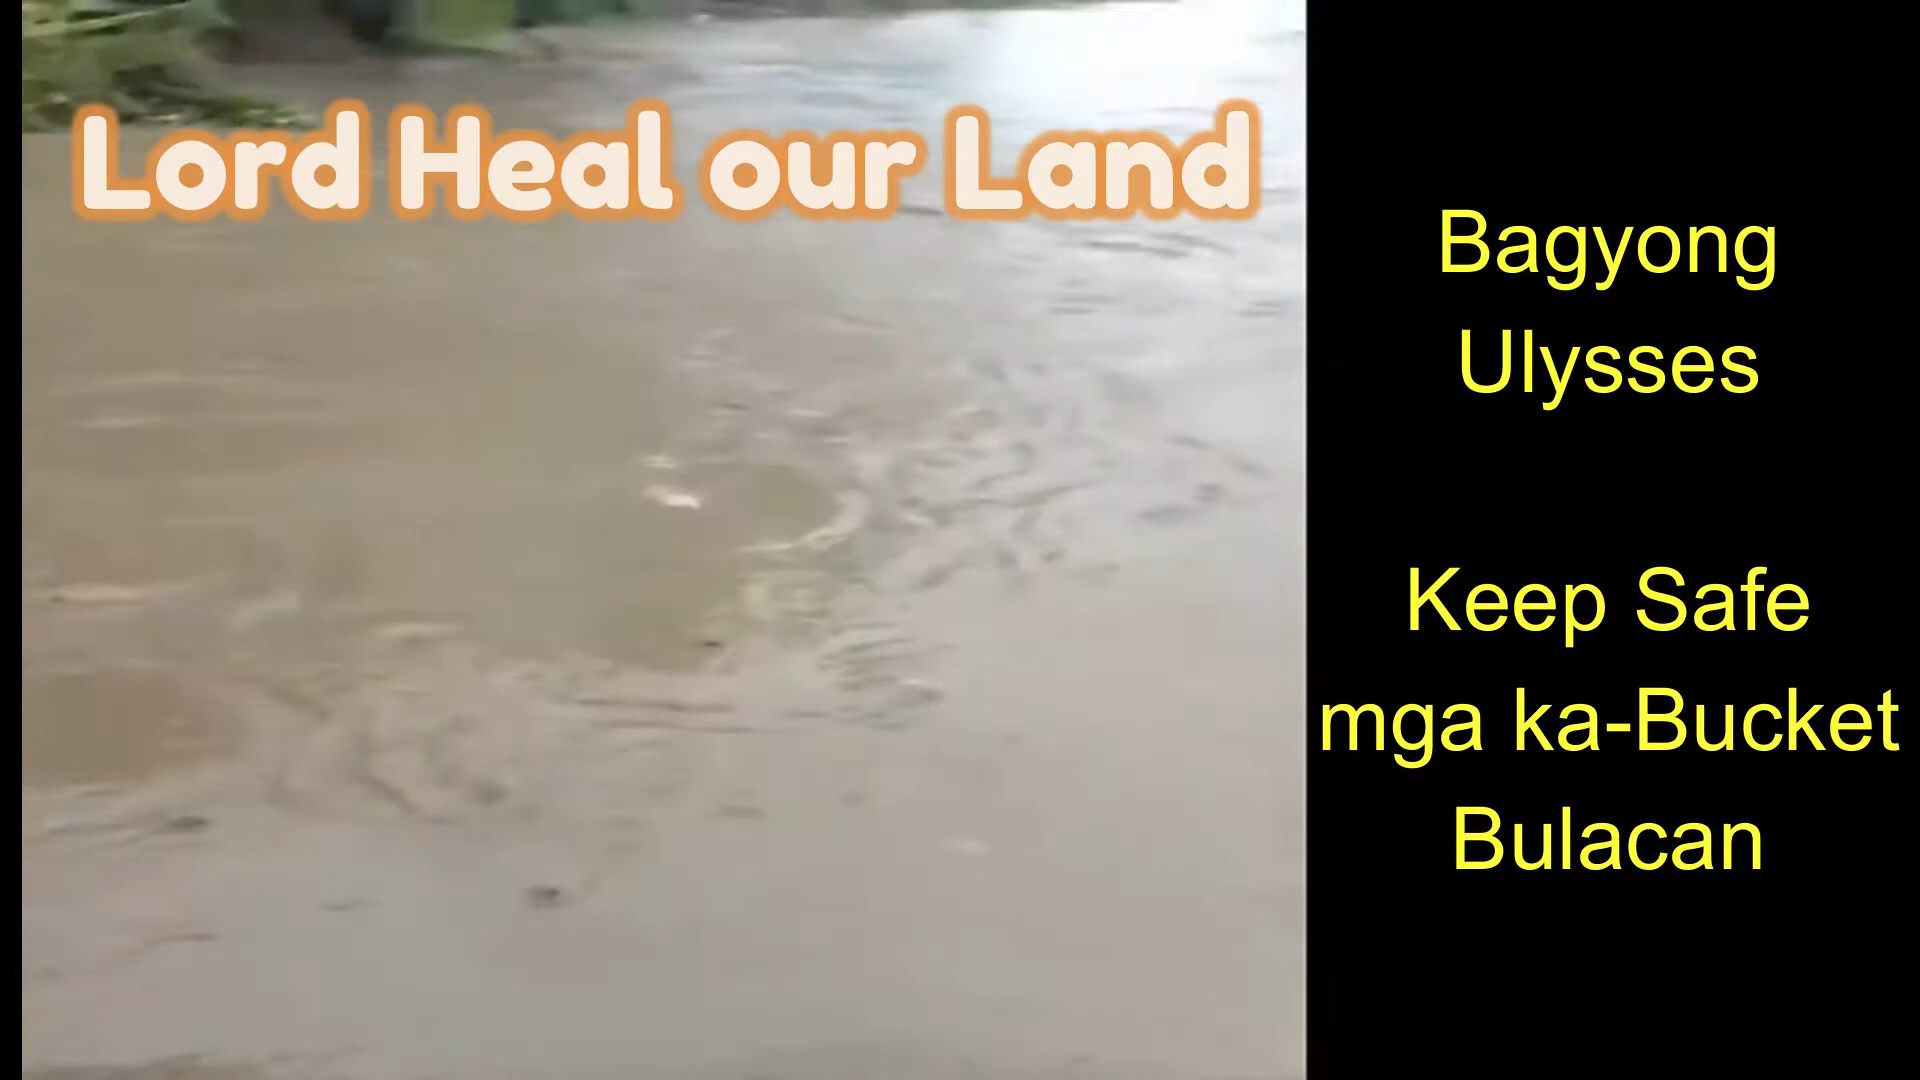 Lord Heal our Land
Bagyong
Ulysses
Keep Safe
mga ka-Bucket
Bulacan